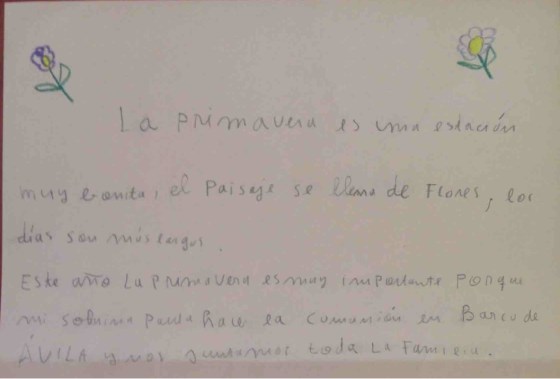 La primavera es una estación
muy bonita, el Paisaje se llena de Flores, los
días son más largos.
Este año La primavera es muy importante Porque
mi sobrina Paula hace la comunión en Barco de
ÁVILA y nos juntamos toda La Familia.